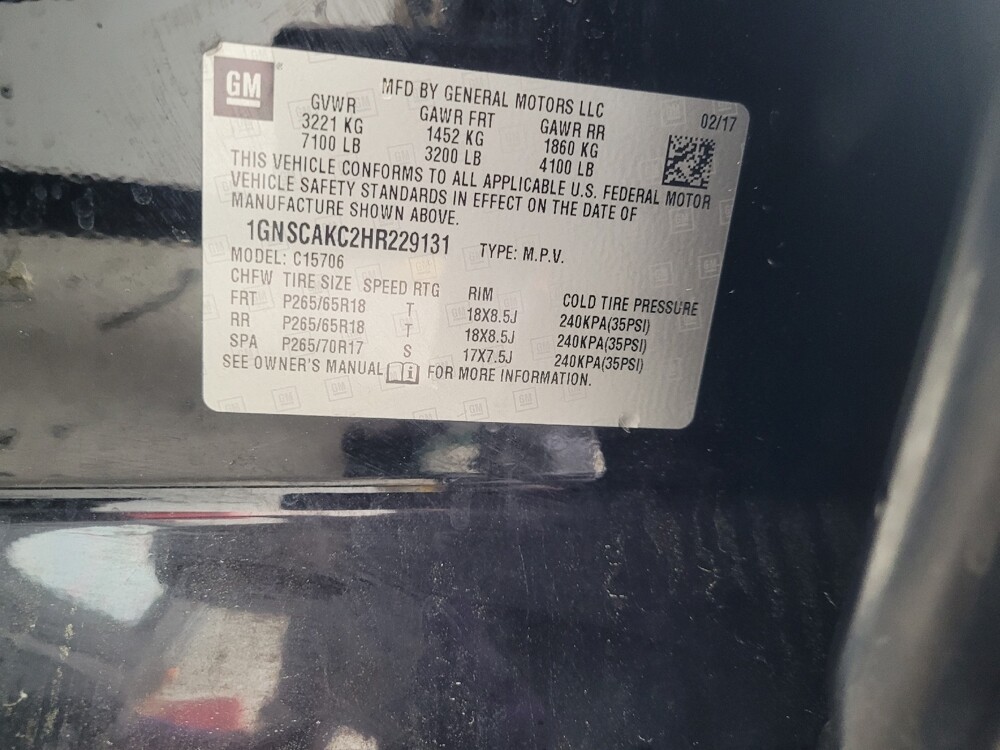 GM
MFD BY GENERAL MOTORS LLC
02/17
GVWR GAWR FRT GAWR RR
3221 KG 1452 KG 1860 KG
7100 LB 3200 LB 4100 LB
THIS VEHICLE CONFORMS TO ALL APPLICABLE U.S. FEDERAL MOTOR
VEHICLE SAFETY STANDARDS IN EFFECT ON THE DATE OF
MANUFACTURE SHOWN ABOVE.
1GNSCAKC2HR229131 TYPE: M.P.V.
MODEL: C15706
CHFW TIRE SIZE SPEED RTG RIM COLD TIRE PRESSURE
FRT P265/65R18 T 18X8.5J 240KPA(35PSI)
RR P265/65R18 T 18X8.5J 240KPA(35PSI)
SPA P265/70R17 S 17X7.5J 240KPA(35PSI)
SEE OWNER'S MANUAL i FOR MORE INFORMATION.